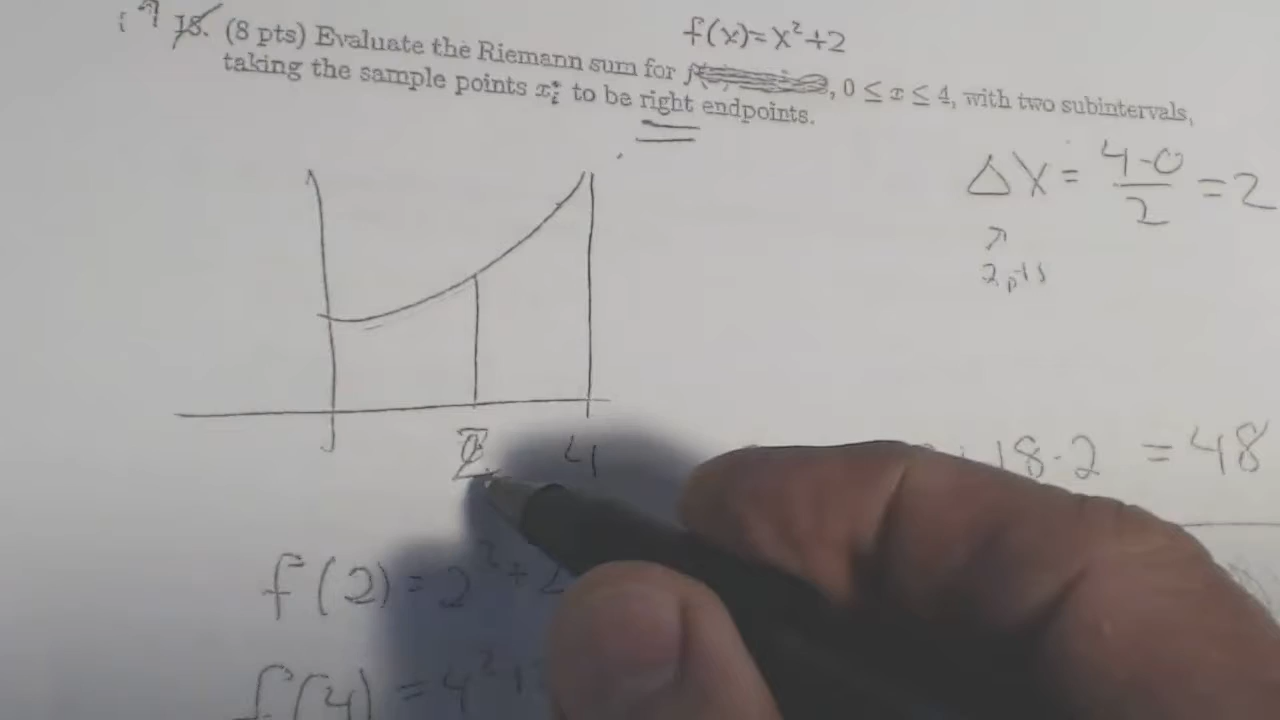 f(x)=x²+2
18. (8 pts) Evaluate the Riemann sum for , 0 ≤ x ≤ 4, with two subintervals,
taking the sample points xᵢ* to be right endpoints.
Δx = (4-0)/2 = 2
2 pts
2 4
18·2 = 48
f(2) = 2² + 2
f(4) = 4² +